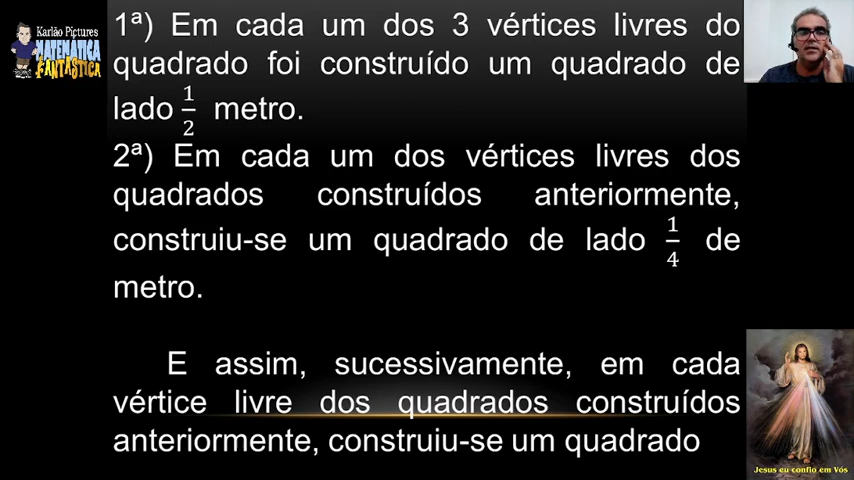 Karlão Pictures
MATEMÁTICA
FANTÁSTICA
1ª) Em cada um dos 3 vértices livres do
quadrado foi construído um quadrado de
lado 1/2 metro.
2ª) Em cada um dos vértices livres dos
quadrados construídos anteriormente,
construiu-se um quadrado de lado 1/4 de
metro.
E assim, sucessivamente, em cada
vértice livre dos quadrados construídos
anteriormente, construiu-se um quadrado
Jesus eu confio em Vós